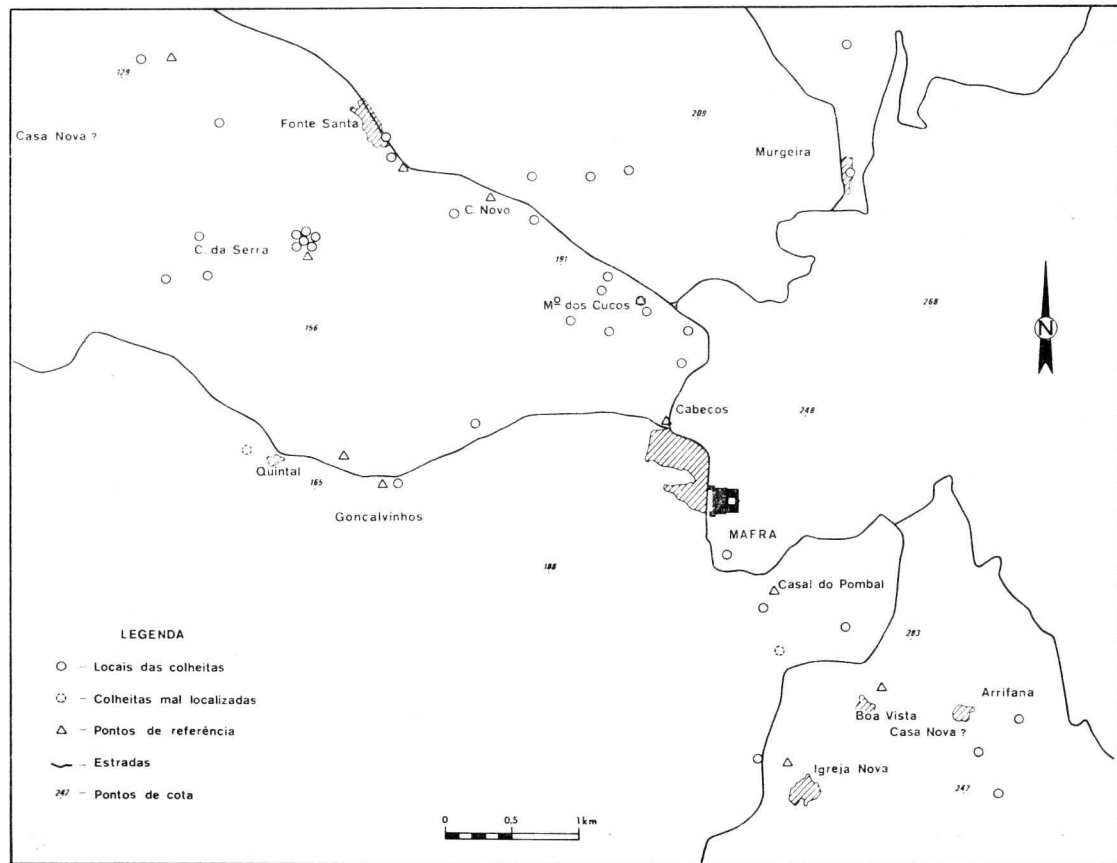 129
Casa Nova ?
Fonte Santa
209
Murgeira
C. Novo
C. da Serra
191
Mº dos Cucos
268
156
N
Cabeços
248
Quintal
165
Gonçalvinhos
MAFRA
188
Casal do Pombal
283
Arrifana
Boa Vista
Casa Nova ?
Igreja Nova
247
LEGENDA
- Locais das colheitas
- Colheitas mal localizadas
- Pontos de referência
- Estradas
247 - Pontos de cota
0 0,5 1km